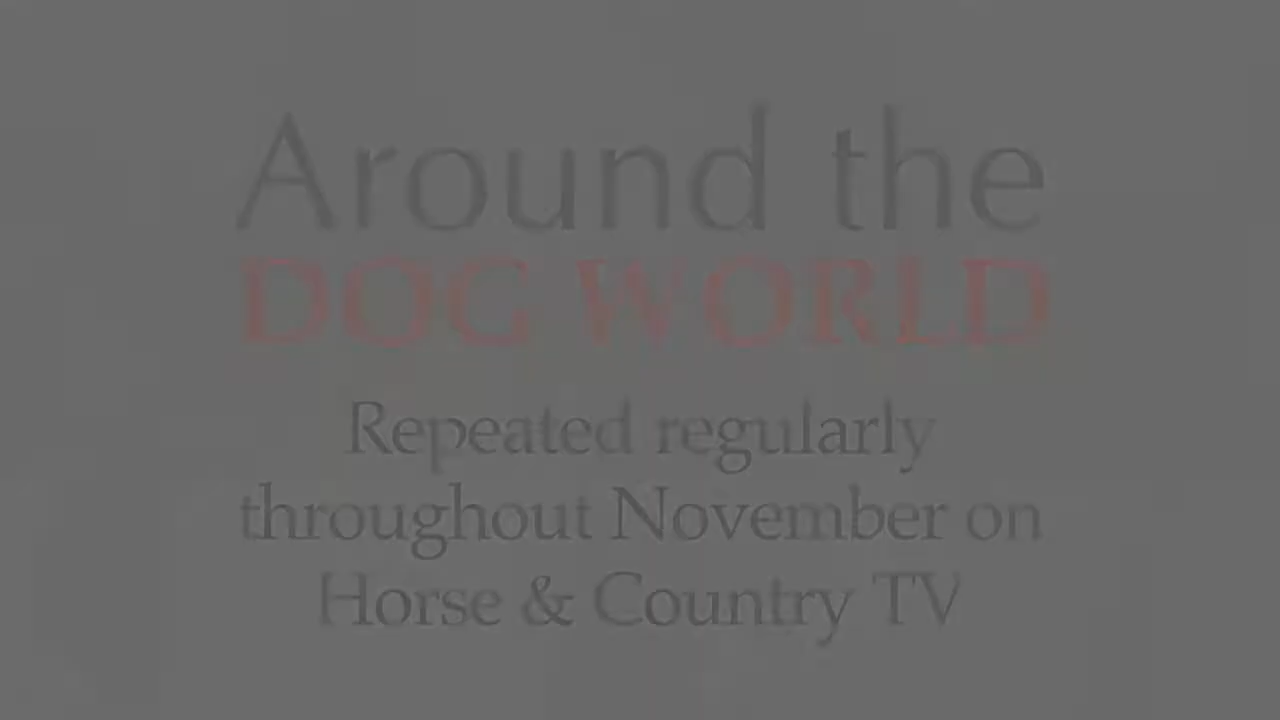 Around the
DOG WORLD
Repeated regularly
throughout November on
Horse & Country TV